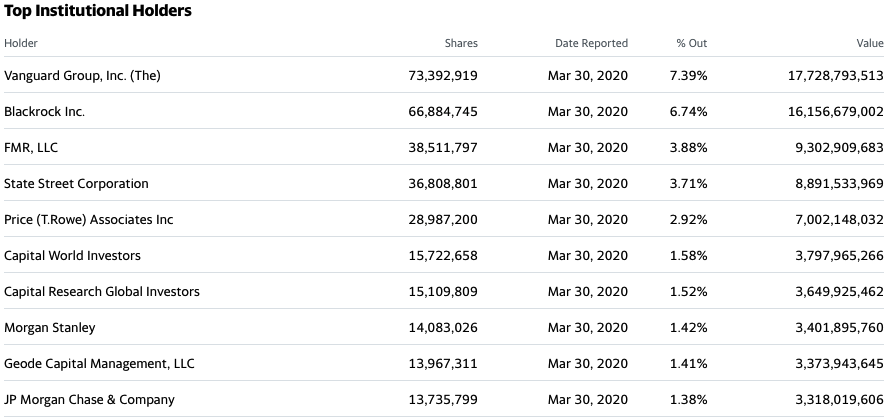 Top Institutional Holders
Holder Shares Date Reported % Out Value
Vanguard Group, Inc. (The) 73,392,919 Mar 30, 2020 7.39% 17,728,793,513
Blackrock Inc. 66,884,745 Mar 30, 2020 6.74% 16,156,679,002
FMR, LLC 38,511,797 Mar 30, 2020 3.88% 9,302,909,683
State Street Corporation 36,808,801 Mar 30, 2020 3.71% 8,891,533,969
Price (T.Rowe) Associates Inc 28,987,200 Mar 30, 2020 2.92% 7,002,148,032
Capital World Investors 15,722,658 Mar 30, 2020 1.58% 3,797,965,266
Capital Research Global Investors 15,109,809 Mar 30, 2020 1.52% 3,649,925,462
Morgan Stanley 14,083,026 Mar 30, 2020 1.42% 3,401,895,760
Geode Capital Management, LLC 13,967,311 Mar 30, 2020 1.41% 3,373,943,645
JP Morgan Chase & Company 13,735,799 Mar 30, 2020 1.38% 3,318,019,606